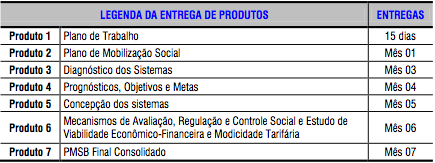 LEGENDA DA ENTREGA DE PRODUTOS ENTREGAS
Produto 1 Plano de Trabalho 15 dias
Produto 2 Plano de Mobilização Social Mês 01
Produto 3 Diagnóstico dos Sistemas Mês 03
Produto 4 Prognósticos, Objetivos e Metas Mês 04
Produto 5 Concepção dos sistemas Mês 05
Produto 6 Mecanismos de Avaliação, Regulação e Controle Social e Estudo de
Viabilidade Econômico-Financeira e Modicidade Tarifária Mês 06
Produto 7 PMSB Final Consolidado Mês 07